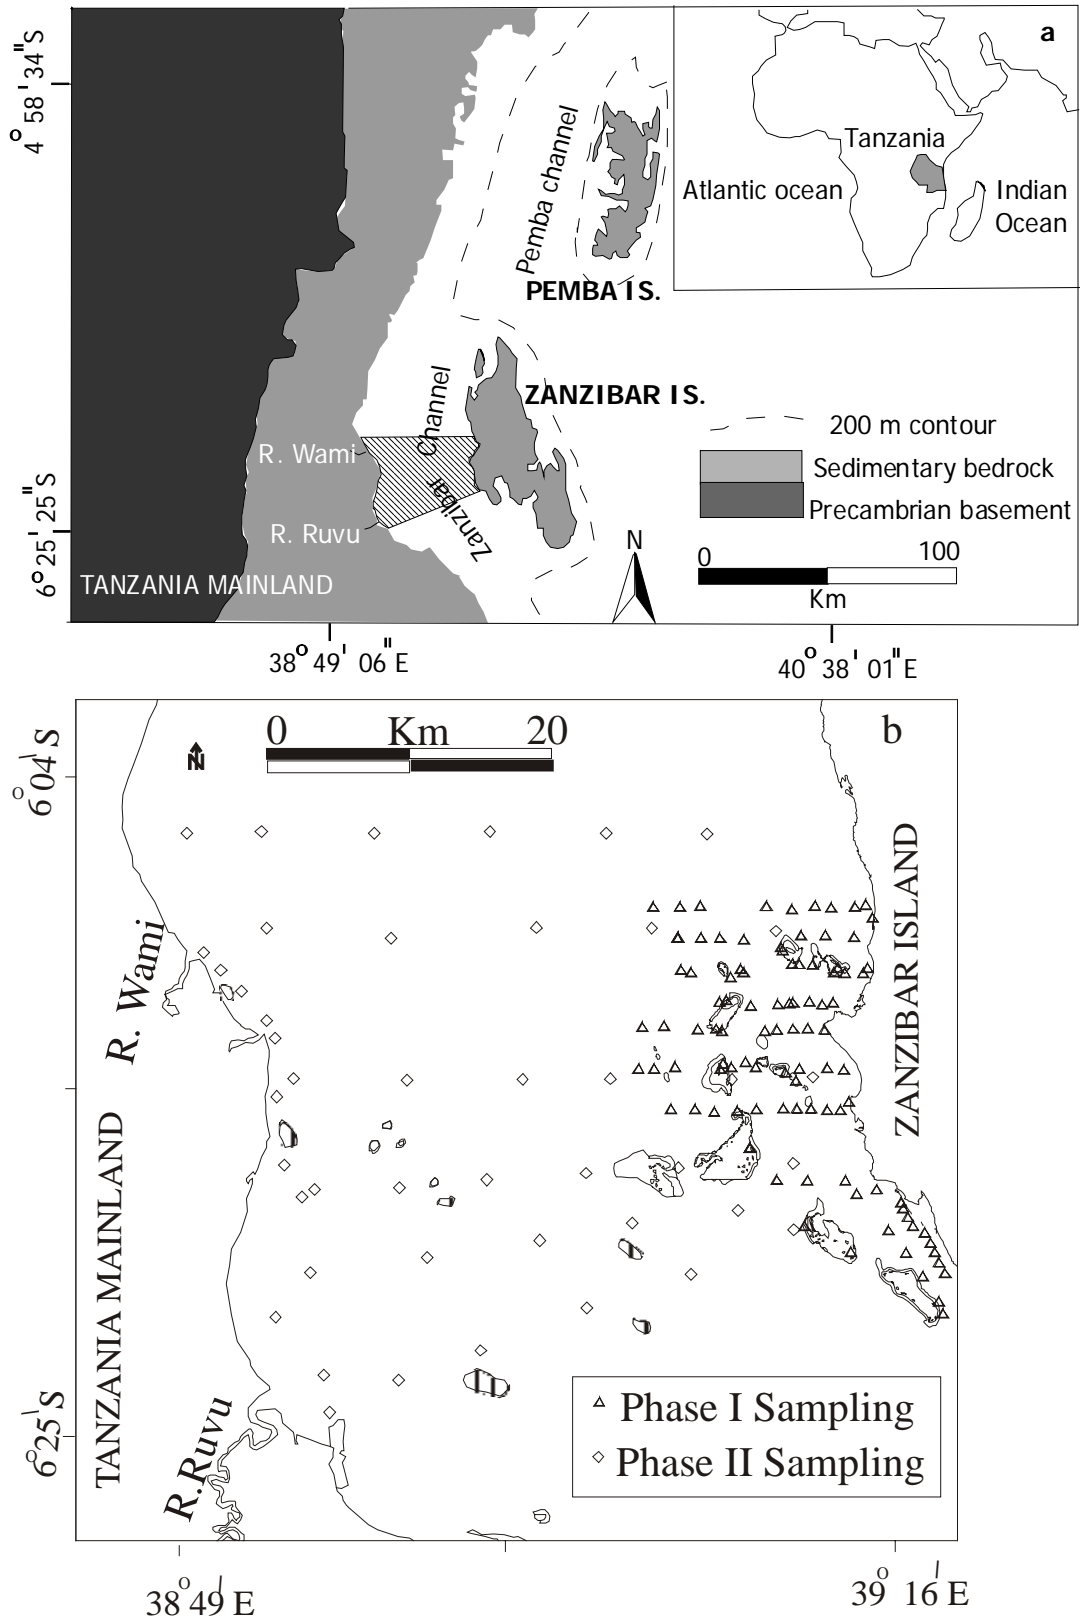 4° 58' 34" S
a
Tanzania
Atlantic ocean
Indian
Ocean
Pemba channel
PEMBA IS.
Zanzibar Channel
ZANZIBAR IS.
200 m contour
Sedimentary bedrock
Precambrian basement
R. Wami
R. Ruvu
6° 25' 25" S
TANZANIA MAINLAND
N
0 100
Km
38° 49' 06" E
40° 38' 01" E
b
0 Km 20
N
6° 04' S
R. Wami
ZANZIBAR ISLAND
TANZANIA MAINLAND
R.Ruvu
6° 25' S
Phase I Sampling
Phase II Sampling
38° 49' E
39° 16' E